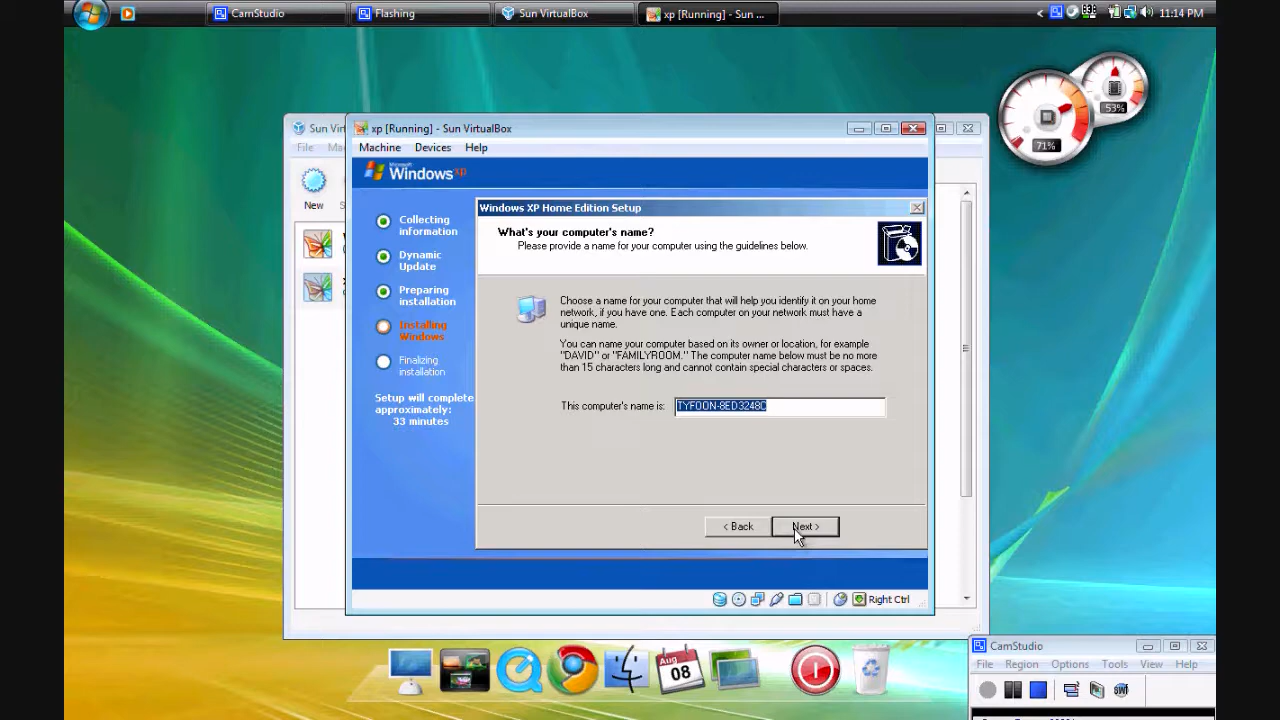 CamStudio
Flashing
Sun VirtualBox
xp [Running] - Sun ...
<
11:14 PM
53%
71%
Sun
xp [Running] - Sun VirtualBox
File
Machine
Devices
Help
New
Microsoft
Windows xp
Collecting
information
Dynamic
Update
Preparing
installation
Installing
Windows
Finalizing
installation
Setup will complete
approximately:
33 minutes
Windows XP Home Edition Setup
What's your computer's name?
Please provide a name for your computer using the guidelines below.
Choose a name for your computer that will help you identify it on your home
network, if you have one. Each computer on your network must have a
unique name.
You can name your computer based on its owner or location, for example
"DAVID" or "FAMILYROOM." The computer name below must be no more
than 15 characters long and cannot contain special characters or spaces.
This computer's name is:
TYFOON-8ED3248C
< Back
Next >
Right Ctrl
Aug
08
CamStudio
File
Region
Options
Tools
View
Help
SWF